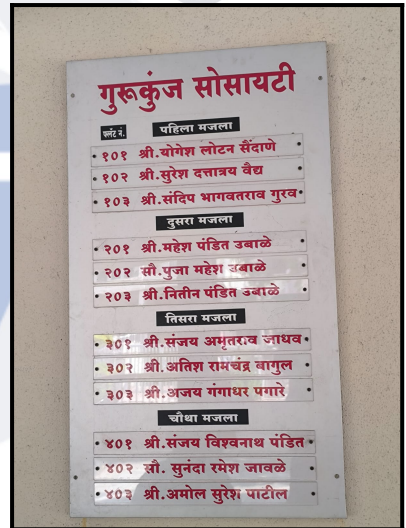 गुरूकुंज सोसायटी
फ्लॅट नं. पहिला मजला
१०१ श्री.योगेश लोटन सैंदाणे
१०२ श्री.सुरेश दत्तात्रय वैद्य
१०३ श्री.संदिप भागवतराव गुरव
दुसरा मजला
२०१ श्री.महेश पंडित उबाळे
२०२ सौ.पुजा महेश उबाळे
२०३ श्री.नितीन पंडित उबाळे
तिसरा मजला
३०१ श्री.संजय अमृतराव जाधव
३०२ श्री.अतिश रामचंद्र बागुल
३०३ श्री.अजय गंगाधर पगारे
चौथा मजला
४०१ श्री.संजय विश्वनाथ पंडित
४०२ सौ. सुनंदा रमेश जावळे
४०३ श्री.अमोल सुरेश पाटील